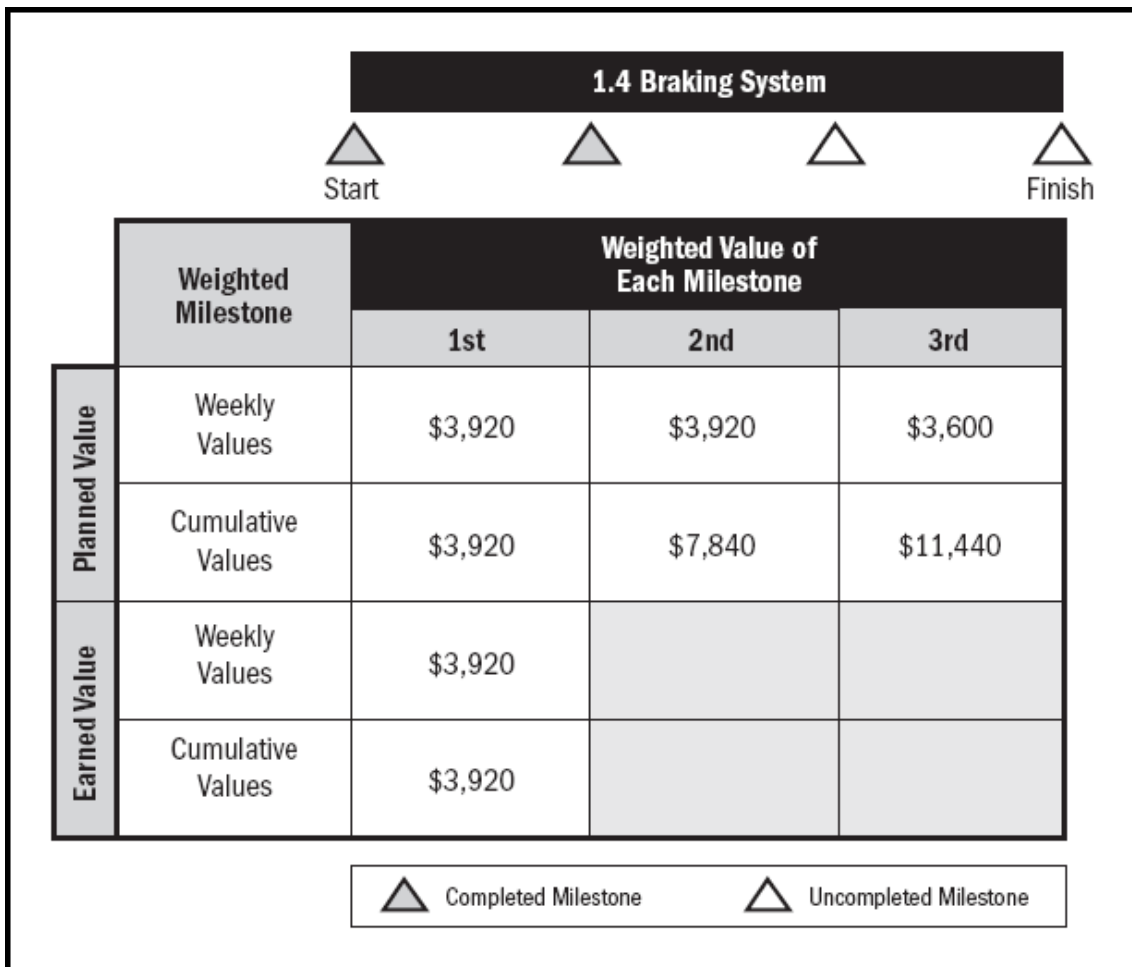 1.4 Braking System
Start
Finish
Weighted
Milestone
Weighted Value of
Each Milestone
1st
2nd
3rd
Planned Value
Weekly
Values
$3,920
$3,920
$3,600
Cumulative
Values
$3,920
$7,840
$11,440
Earned Value
Weekly
Values
$3,920
Cumulative
Values
$3,920
Completed Milestone
Uncompleted Milestone